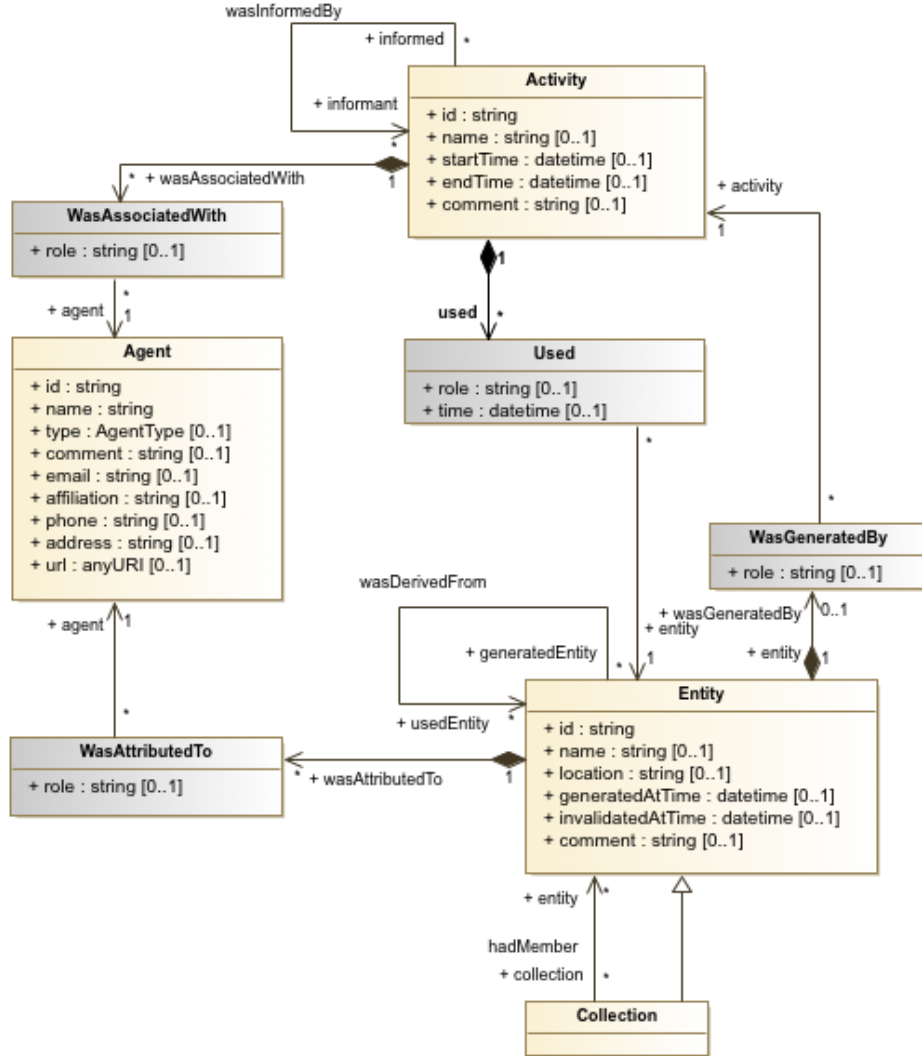 wasInformedBy
+ informed
*
+ informant
*
Activity
+ id : string
+ name : string [0..1]
+ startTime : datetime [0..1]
+ endTime : datetime [0..1]
+ comment : string [0..1]
* + wasAssociatedWith
1
WasAssociatedWith
+ role : string [0..1]
+ agent
*
1
+ activity
1
1
used
*
Agent
+ id : string
+ name : string
+ type : AgentType [0..1]
+ comment : string [0..1]
+ email : string [0..1]
+ affiliation : string [0..1]
+ phone : string [0..1]
+ address : string [0..1]
+ url : anyURI [0..1]
Used
+ role : string [0..1]
+ time : datetime [0..1]
*
*
WasGeneratedBy
+ role : string [0..1]
wasDerivedFrom
+ generatedEntity
*
+ usedEntity
*
+ wasGeneratedBy
0..1
+ entity
1
+ entity
1
+ agent
1
*
WasAttributedTo
+ role : string [0..1]
* + wasAttributedTo
1
Entity
+ id : string
+ name : string [0..1]
+ location : string [0..1]
+ generatedAtTime : datetime [0..1]
+ invalidatedAtTime : datetime [0..1]
+ comment : string [0..1]
+ entity
*
hadMember
+ collection
*
Collection